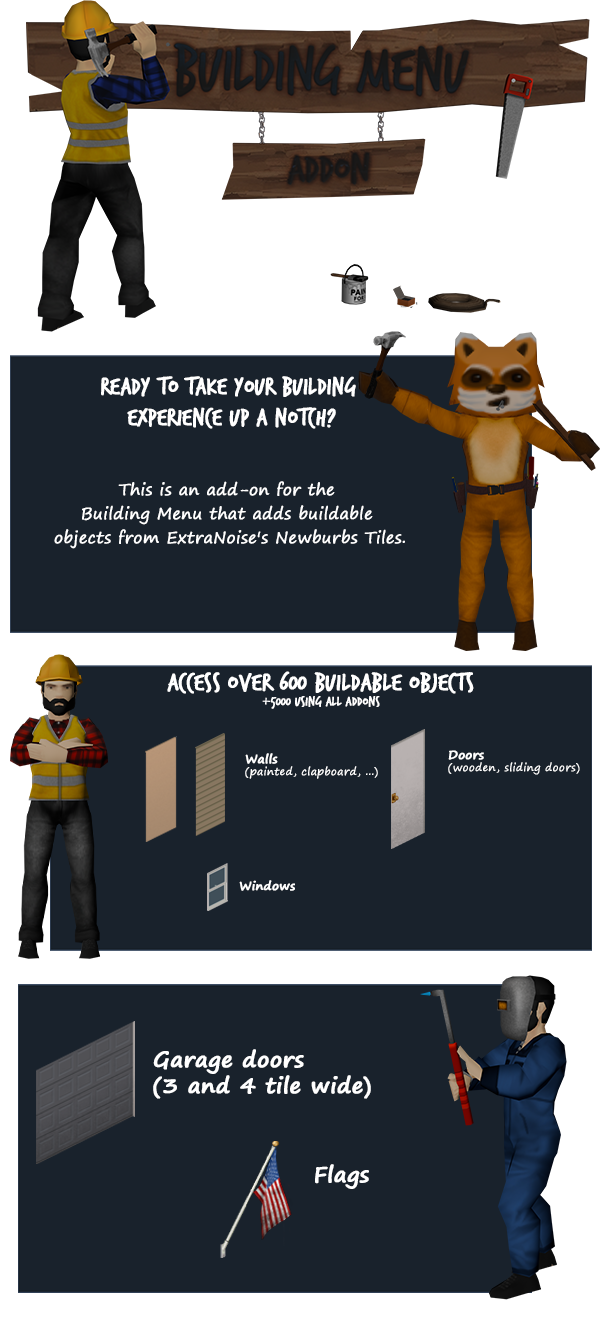 BUILDING MENU
ADDON
PAIN
FOR
READY TO TAKE YOUR BUILDING
EXPERIENCE UP A NOTCH?
This is an add-on for the
Building Menu that adds buildable
objects from ExtraNoise's Newburbs Tiles.
ACCESS OVER 600 BUILDABLE OBJECTS
+5000 USING ALL ADDONS
Walls
(painted, clapboard, ...)
Doors
(wooden, sliding doors)
Windows
Garage doors
(3 and 4 tile wide)
Flags